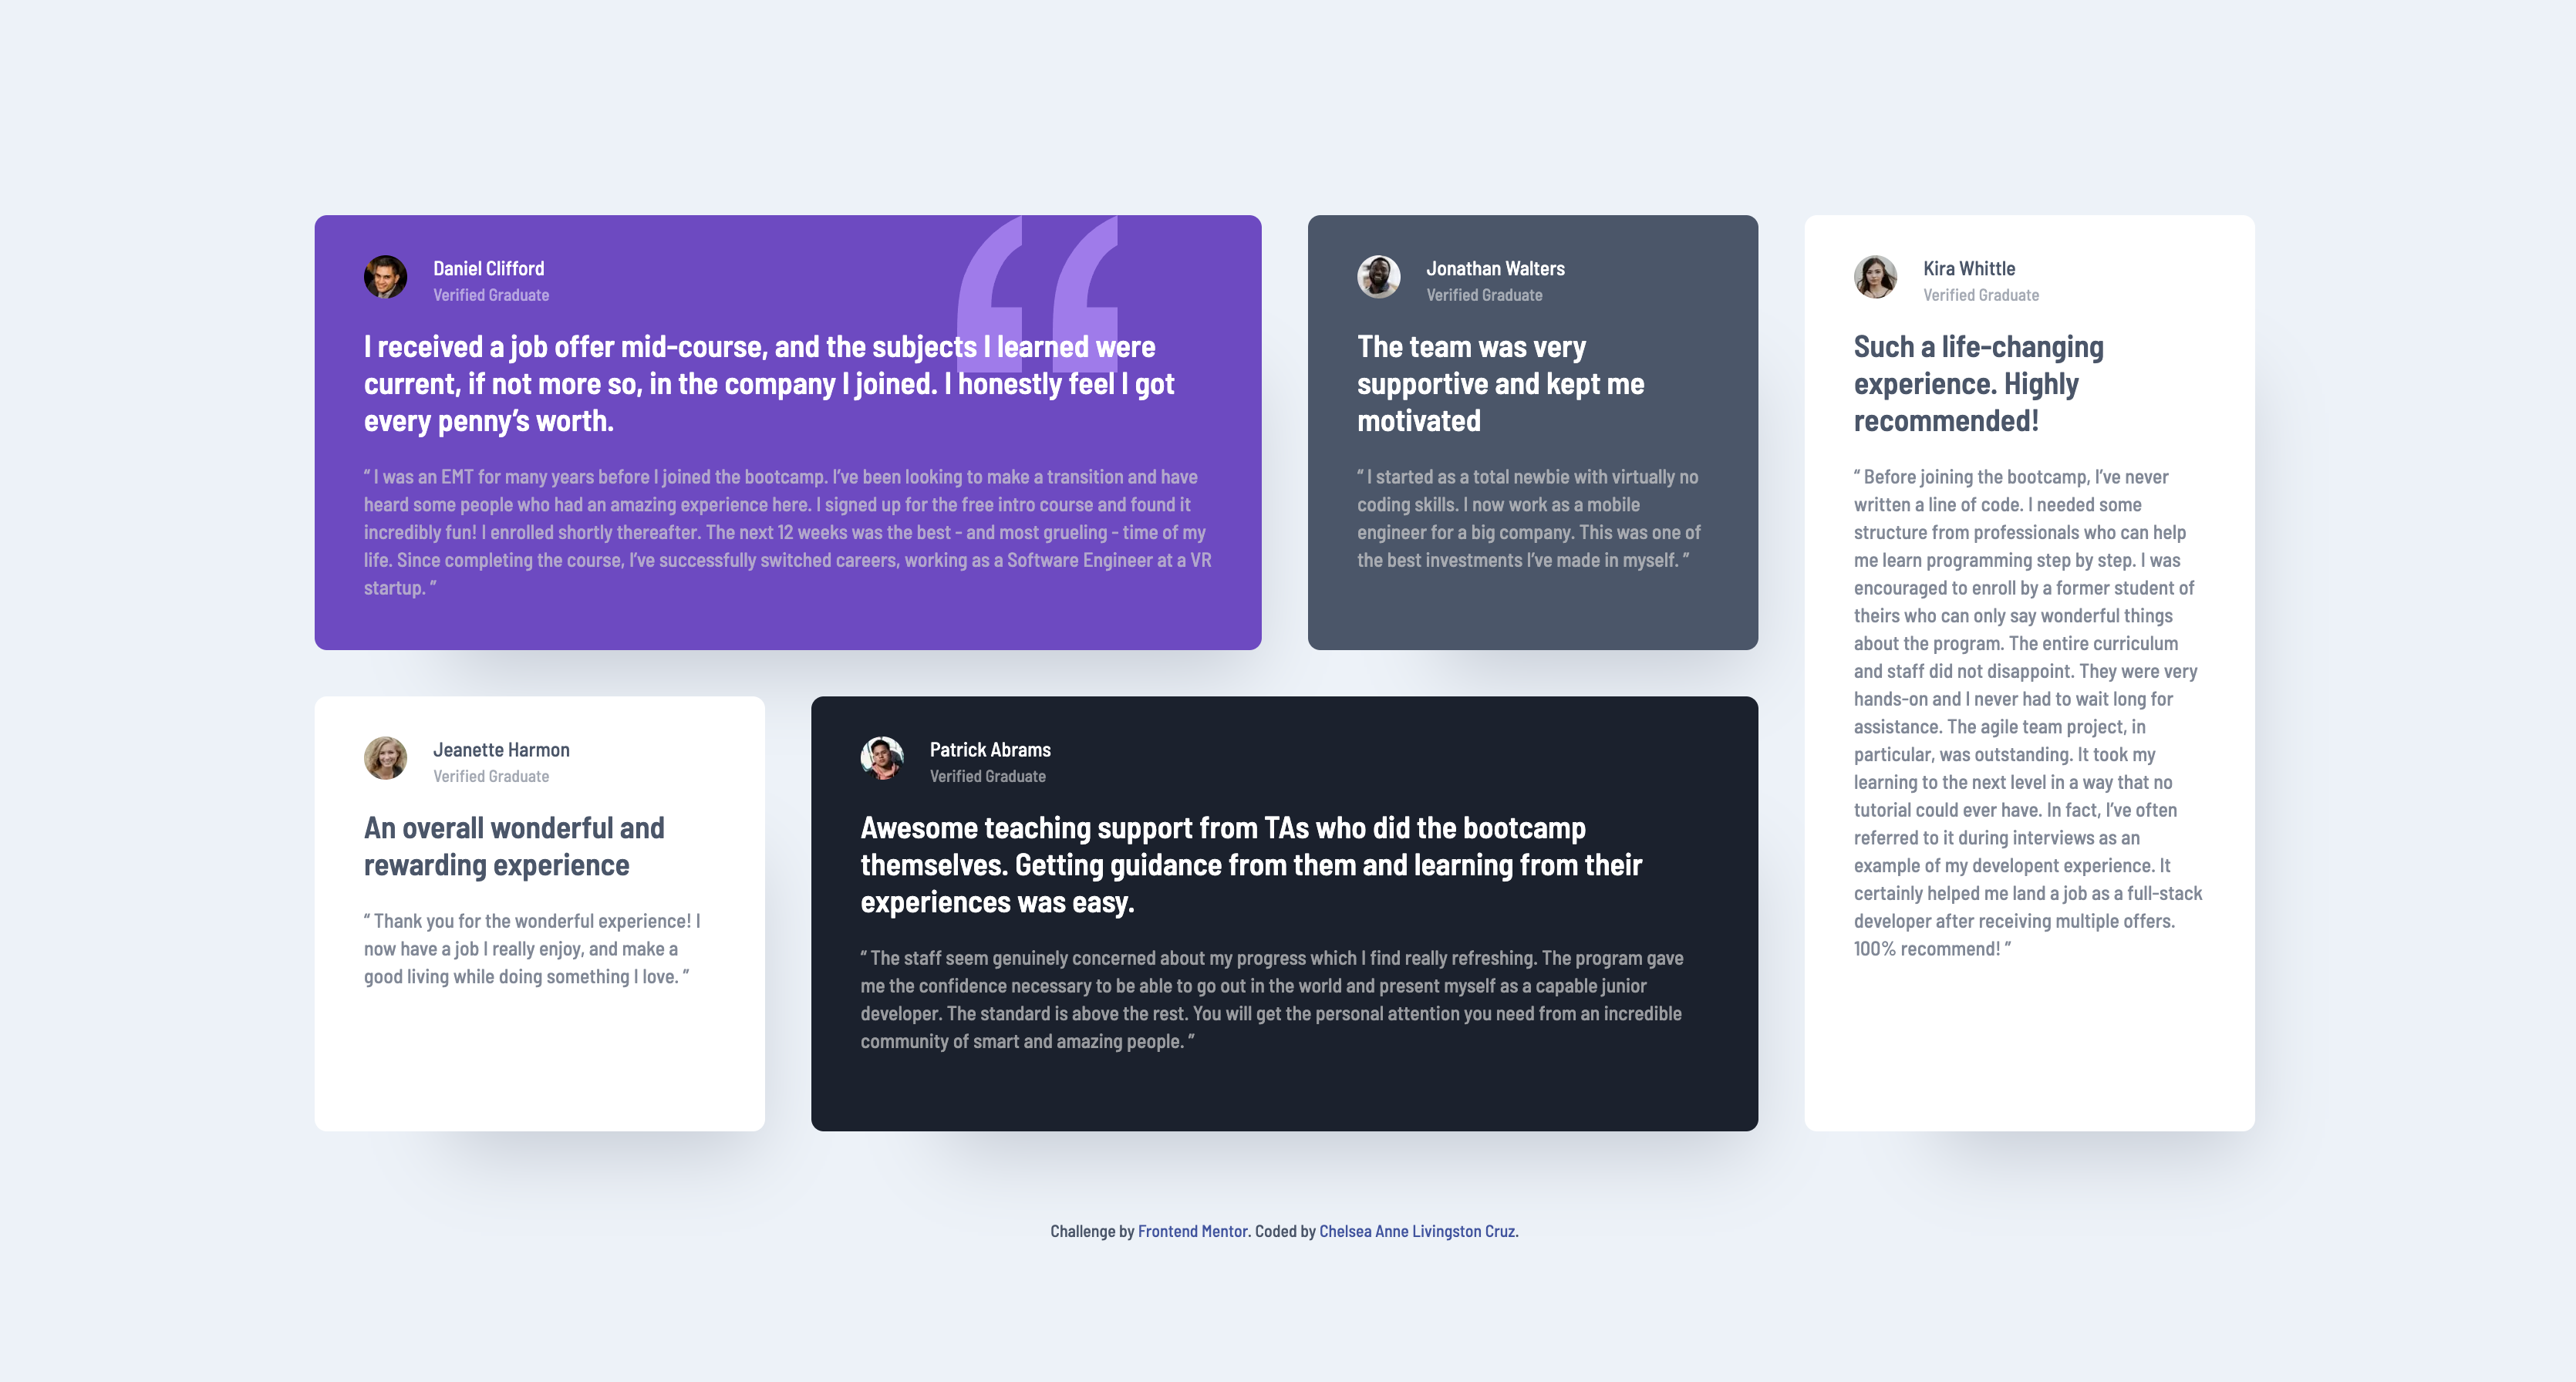 Daniel Clifford
Verified Graduate
I received a job offer mid-course, and the subjects I learned were
current, if not more so, in the company I joined. I honestly feel I got
every penny’s worth.
“ I was an EMT for many years before I joined the bootcamp. I’ve been looking to make a transition and have
heard some people who had an amazing experience here. I signed up for the free intro course and found it
incredibly fun! I enrolled shortly thereafter. The next 12 weeks was the best - and most grueling - time of my
life. Since completing the course, I’ve successfully switched careers, working as a Software Engineer at a VR
startup. ”
Jonathan Walters
Verified Graduate
The team was very
supportive and kept me
motivated
“ I started as a total newbie with virtually no
coding skills. I now work as a mobile
engineer for a big company. This was one of
the best investments I’ve made in myself. ”
Kira Whittle
Verified Graduate
Such a life-changing
experience. Highly
recommended!
“ Before joining the bootcamp, I’ve never
written a line of code. I needed some
structure from professionals who can help
me learn programming step by step. I was
encouraged to enroll by a former student of
theirs who can only say wonderful things
about the program. The entire curriculum
and staff did not disappoint. They were very
hands-on and I never had to wait long for
assistance. The agile team project, in
particular, was outstanding. It took my
learning to the next level in a way that no
tutorial could ever have. In fact, I’ve often
referred to it during interviews as an
example of my developent experience. It
certainly helped me land a job as a full-stack
developer after receiving multiple offers.
100% recommend! ”
Jeanette Harmon
Verified Graduate
An overall wonderful and
rewarding experience
“ Thank you for the wonderful experience! I
now have a job I really enjoy, and make a
good living while doing something I love. ”
Patrick Abrams
Verified Graduate
Awesome teaching support from TAs who did the bootcamp
themselves. Getting guidance from them and learning from their
experiences was easy.
“ The staff seem genuinely concerned about my progress which I find really refreshing. The program gave
me the confidence necessary to be able to go out in the world and present myself as a capable junior
developer. The standard is above the rest. You will get the personal attention you need from an incredible
community of smart and amazing people. ”
Challenge by Frontend Mentor. Coded by Chelsea Anne Livingston Cruz.